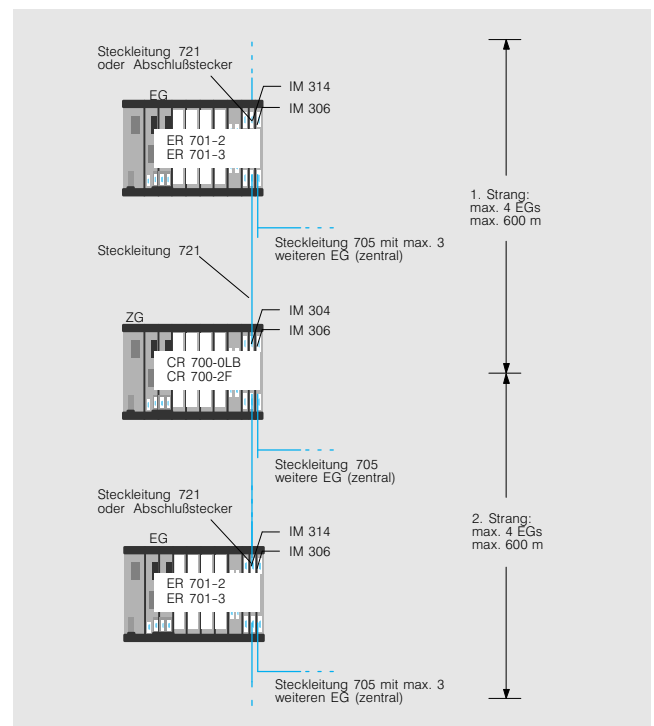 Steckleitung 721
oder Abschlußstecker
IM 314
EG
IM 306
ER 701-2
ER 701-3
1. Strang:
max. 4 EGs
max. 600 m
Steckleitung 705 mit max. 3
weiteren EG (zentral)
Steckleitung 721
IM 304
ZG
IM 306
CR 700-0LB
CR 700-2F
Steckleitung 705
weitere EG (zentral)
Steckleitung 721
oder Abschlußstecker
2. Strang:
max. 4 EGs
max. 600 m
IM 314
EG
IM 306
ER 701-2
ER 701-3
Steckleitung 705 mit max. 3
weiteren EG (zentral)